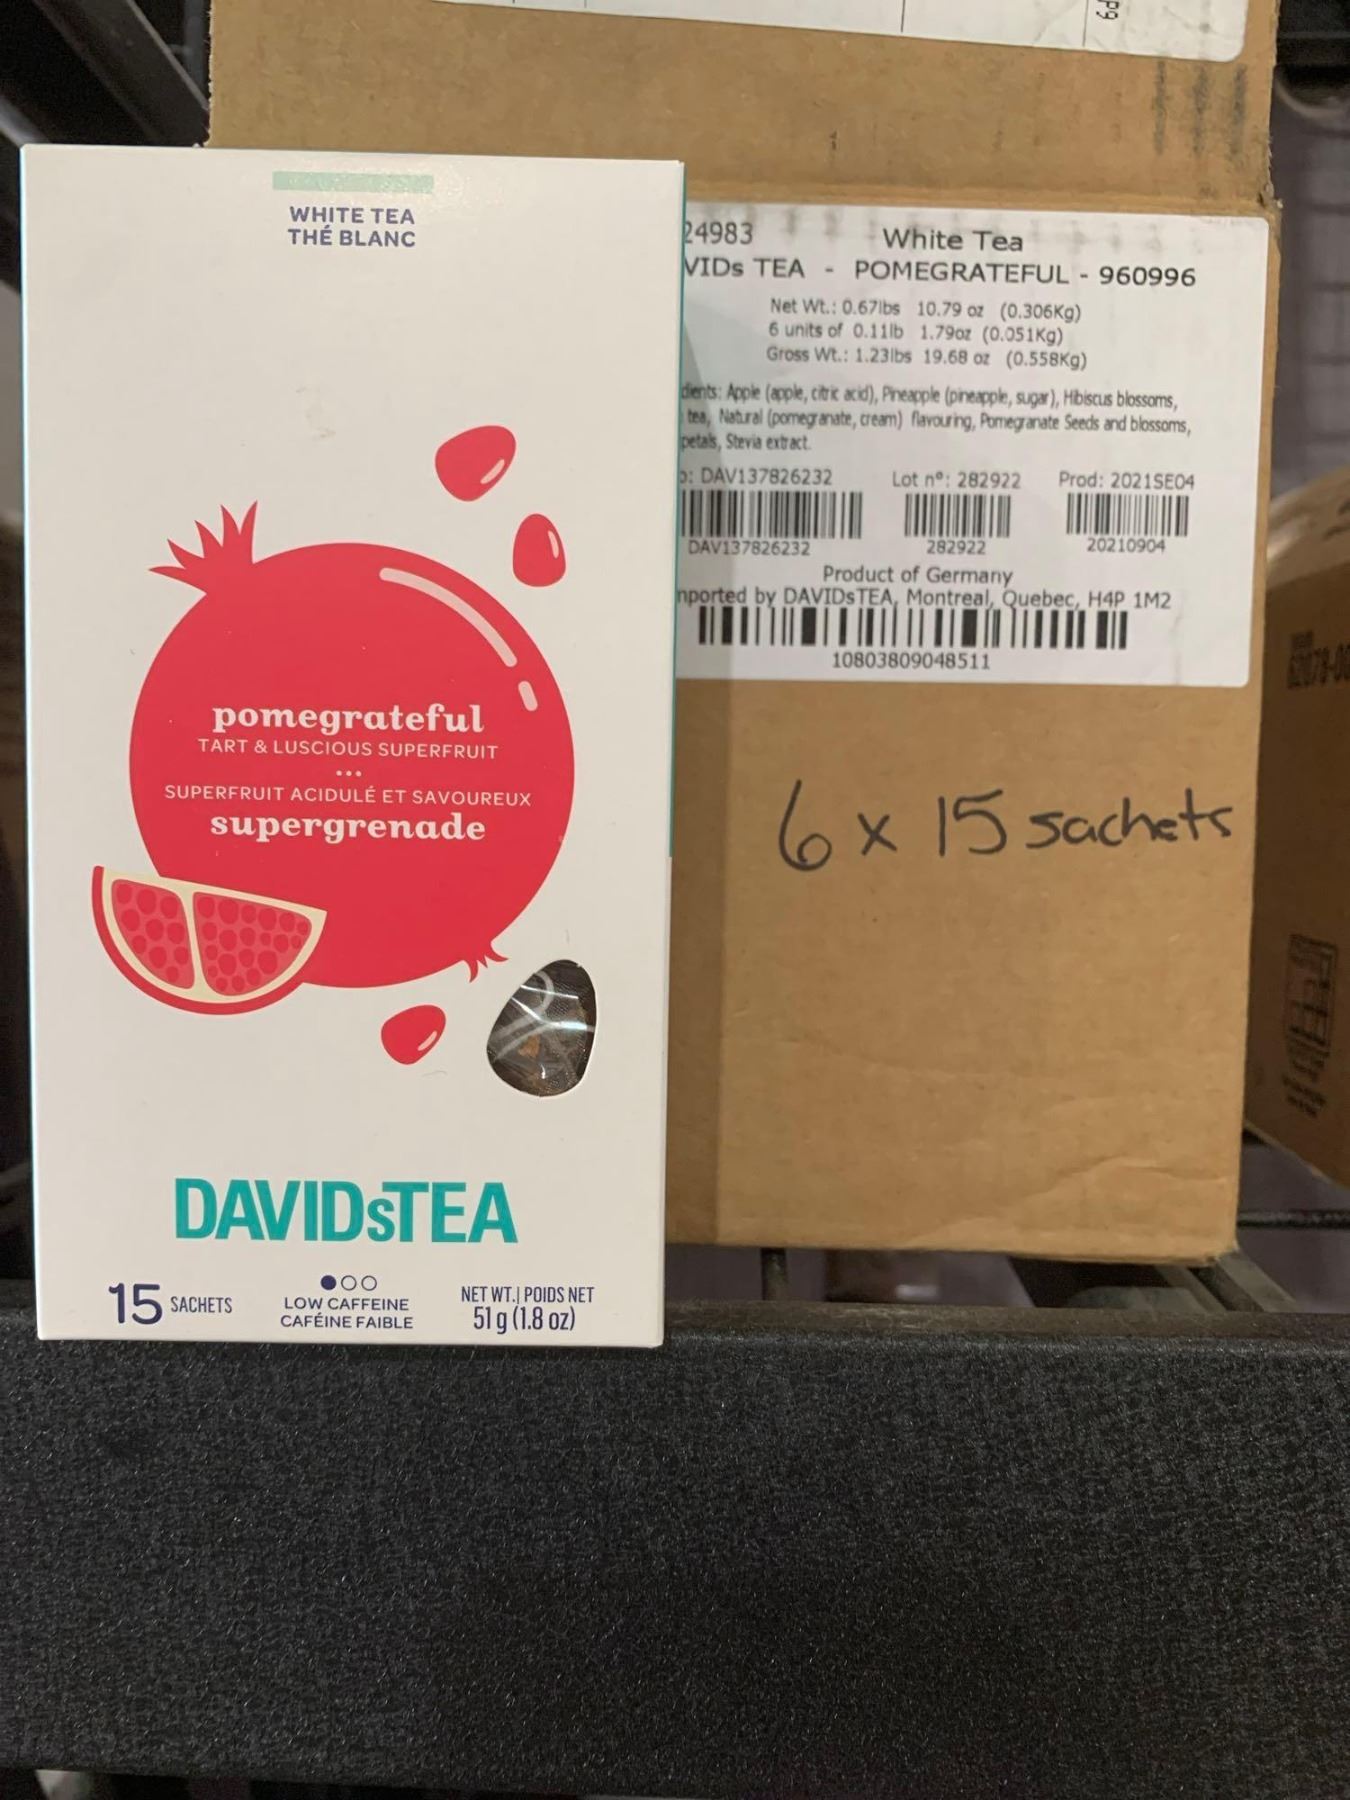 P9
WHITE TEA
THÉ BLANC
pomegrateful
TART & LUSCIOUS SUPERFRUIT
...
SUPERFRUIT ACIDULÉ ET SAVOUREUX
supergrenade
DAVIDsTEA
15 SACHETS
LOW CAFFEINE
CAFÉINE FAIBLE
NET WT. | POIDS NET
51 g (1.8 oz)
24983 White Tea
VIDs TEA - POMEGRATEFUL - 960996
Net Wt.: 0.67lbs 10.79 oz (0.306Kg)
6 units of 0.11lb 1.79oz (0.051Kg)
Gross Wt.: 1.23lbs 19.68 oz (0.558Kg)
dients: Apple (apple, citric acid), Pineapple (pineapple, sugar), Hibiscus blossoms,
tea, Natural (pomegranate, cream) flavouring, Pomegranate Seeds and blossoms,
petals, Stevia extract.
: DAV137826232 Lot nº: 282922 Prod: 2021SE04
DAV137826232 282922 20210904
Product of Germany
mported by DAVIDsTEA, Montreal, Quebec, H4P 1M2
10803809048511
6 x 15 sachets